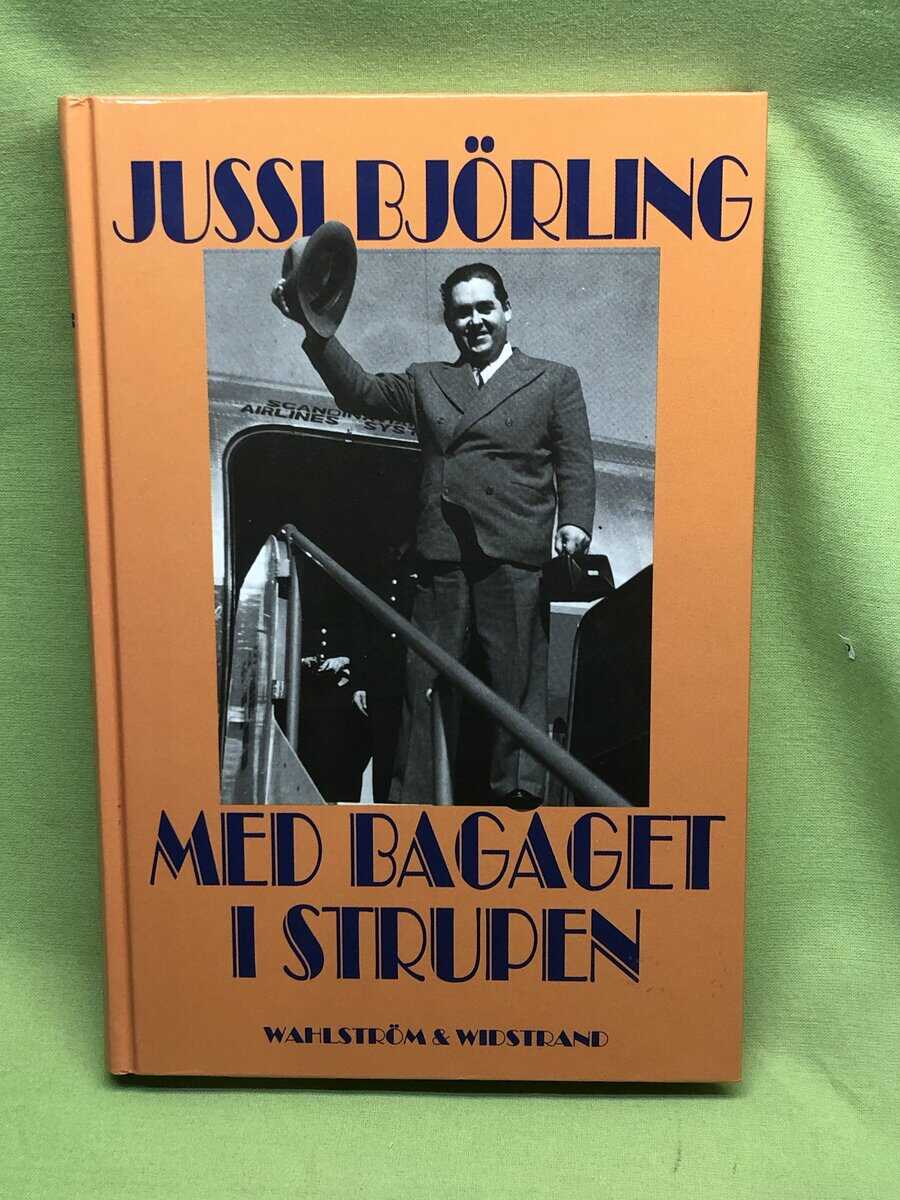 JUSSI BJÖRLING
AIRLINES
MED BAGAGET
I STRUPEN
WAHLSTRÖM & WIDSTRAND